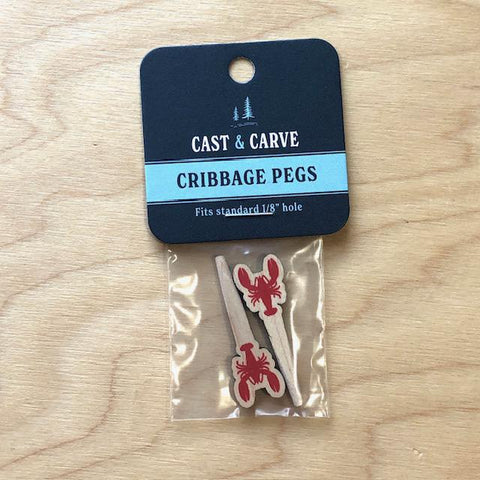 CAST & CARVE
CRIBBAGE PEGS
Fits standard 1/8" hole